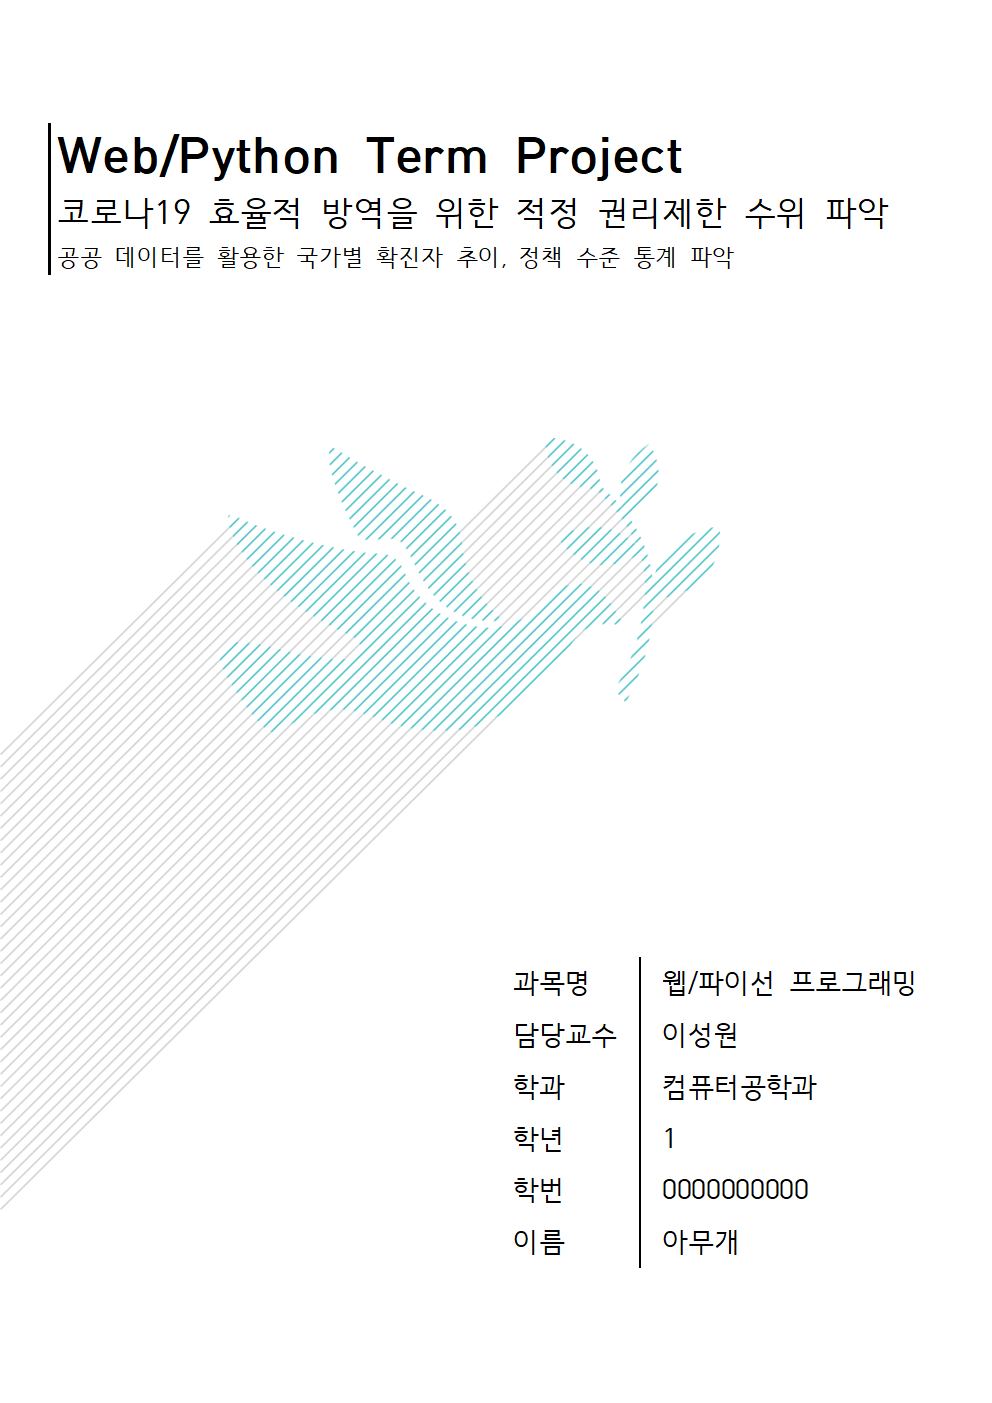 Web/Python Term Project
코로나19 효율적 방역을 위한 적정 권리제한 수위 파악
공공 데이터를 활용한 국가별 확진자 추이, 정책 수준 통계 파악
과목명 웹/파이선 프로그래밍
담당교수 이성원
학과 컴퓨터공학과
학년 1
학번 0000000000
이름 아무개